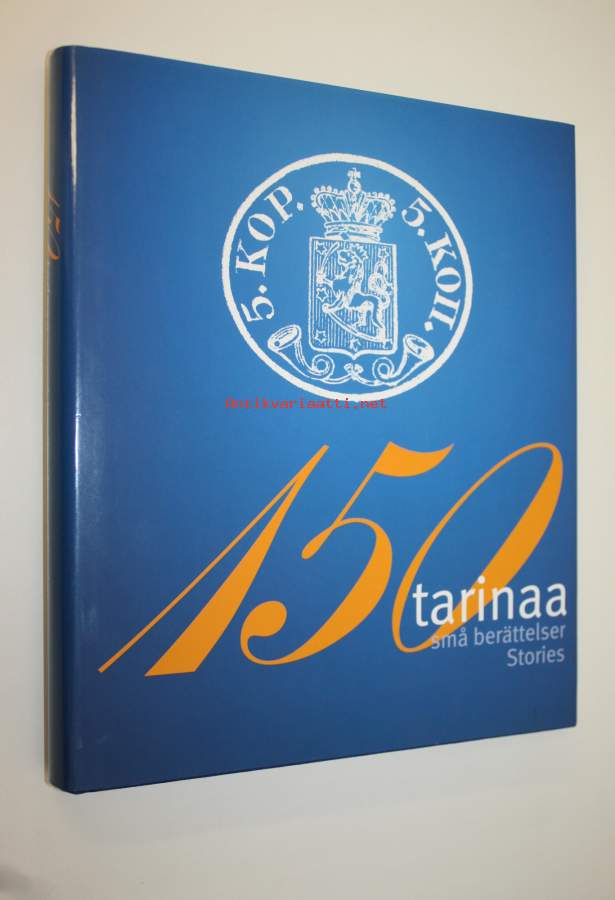 150
5. KOP.
5. КОП.
Antikvariaatti.net
150
tarinaa
små berättelser
Stories